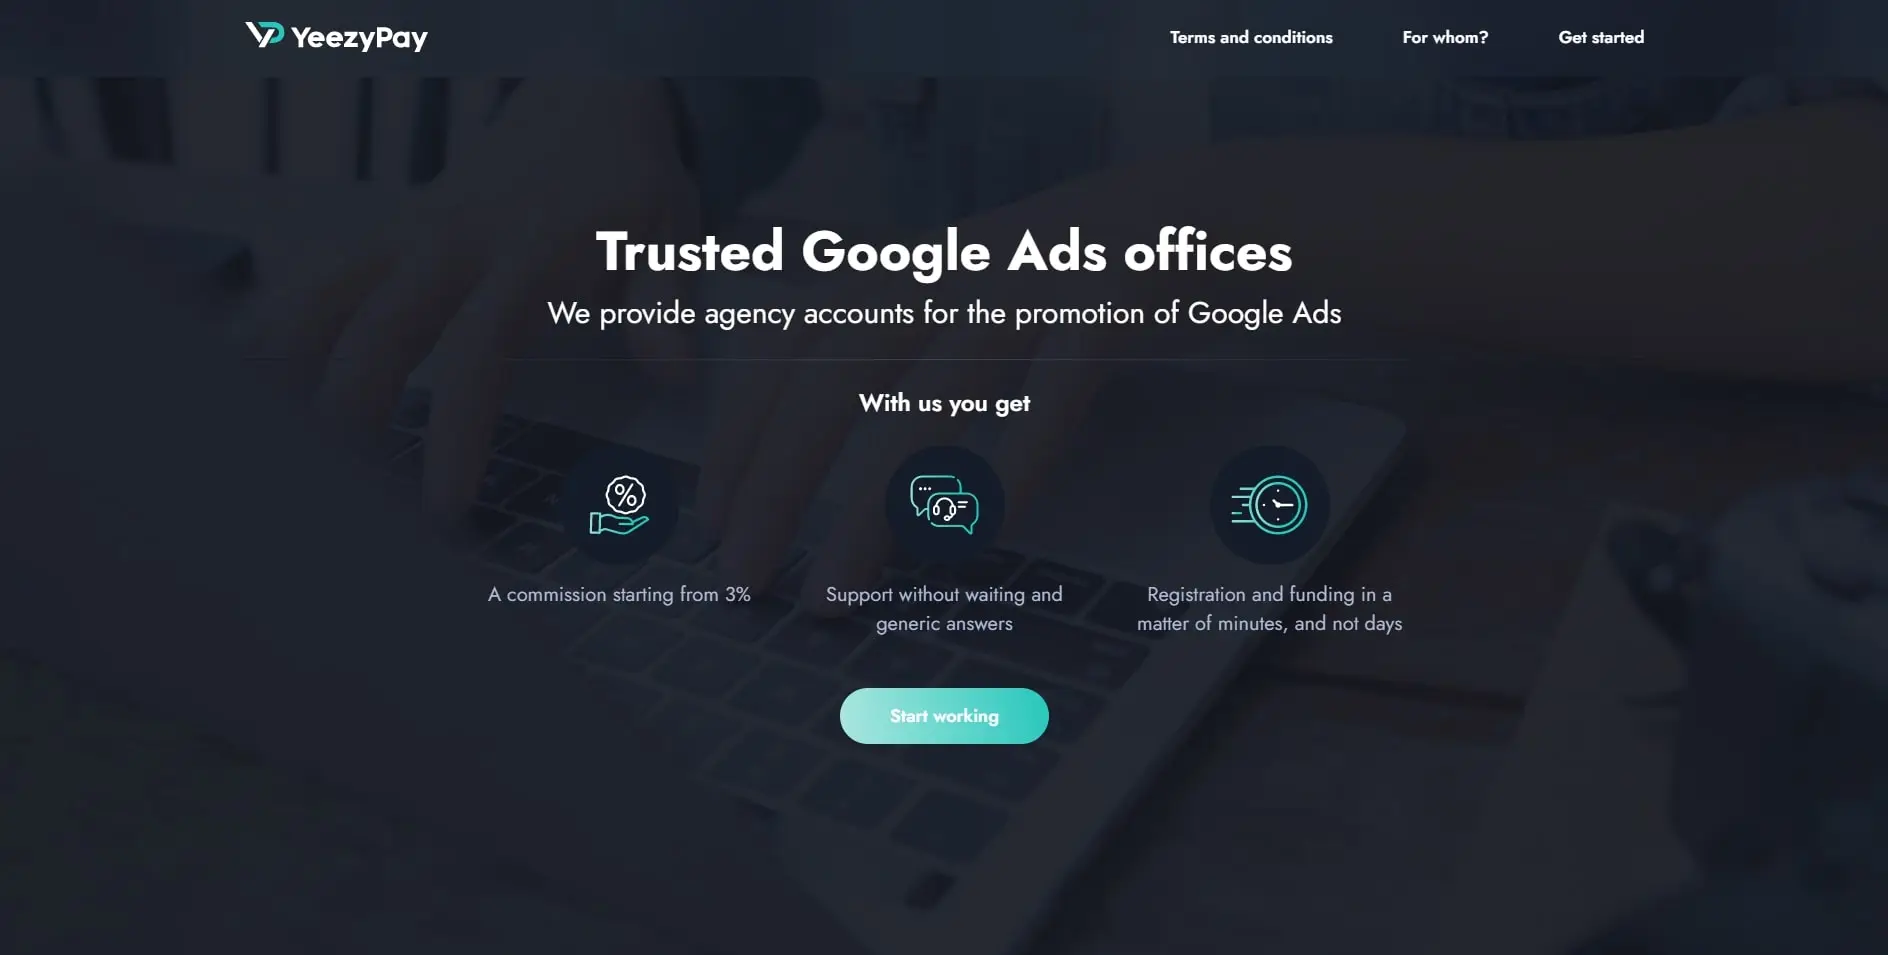 YeezyPay
Terms and conditions
For whom?
Get started
Trusted Google Ads offices
We provide agency accounts for the promotion of Google Ads
With us you get
A commission starting from 3%
Support without waiting and
generic answers
Registration and funding in a
matter of minutes, and not days
Start working